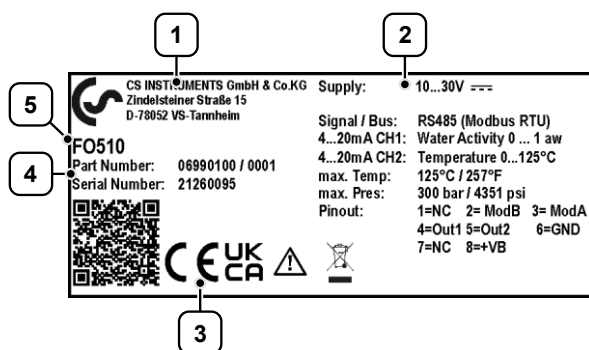 1
2
CS INSTRUMENTS GmbH & Co.KG
Zindelsteiner Straße 15
D-78052 VS-Tannheim
Supply: 10...30V
5
FO510
4
Part Number: 06990100 / 0001
Serial Number: 21260095
Signal / Bus: RS485 (Modbus RTU)
4...20mA CH1: Water Activity 0 ... 1 aw
4...20mA CH2: Temperature 0...125°C
max. Temp: 125°C / 257°F
max. Pres: 300 bar / 4351 psi
Pinout: 1=NC 2= ModB 3= ModA
4=Out1 5=Out2 6=GND
7=NC 8=+VB
CE
UK
CA
3